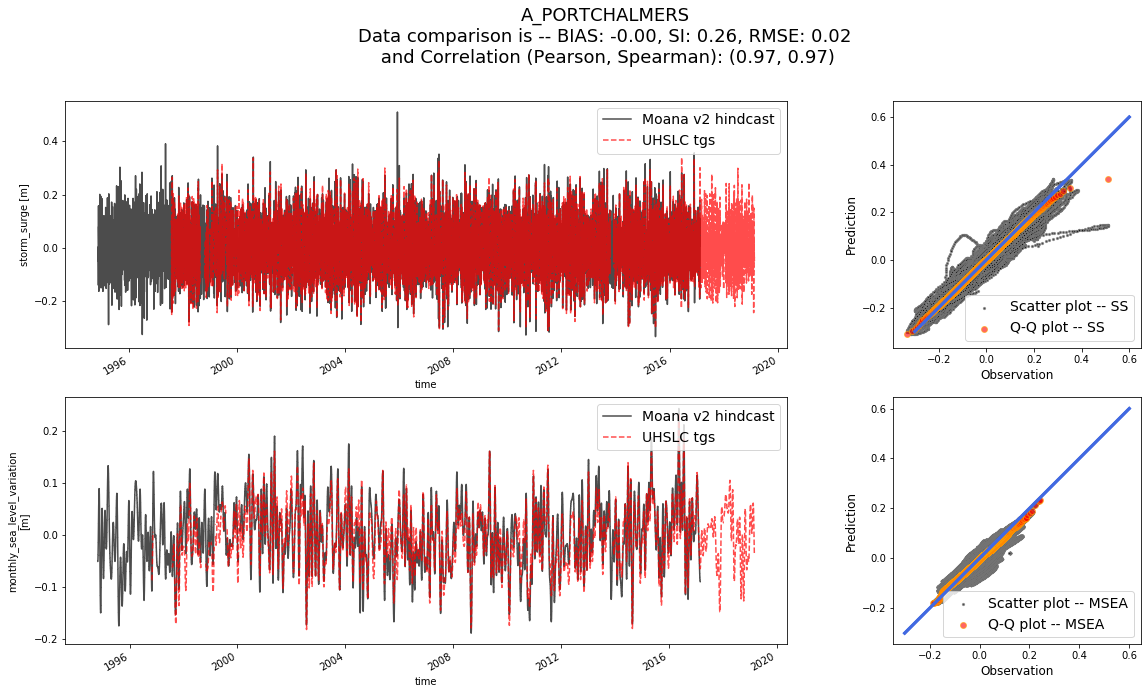 A_PORTCHALMERS
Data comparison is -- BIAS: -0.00, SI: 0.26, RMSE: 0.02
and Correlation (Pearson, Spearman): (0.97, 0.97)
storm_surge [m]
0.4
0.2
0.0
−0.2
Moana v2 hindcast
UHSLC tgs
1996
2000
2004
2008
2012
2016
2020
time
Prediction
0.6
0.4
0.2
0.0
−0.2
Scatter plot -- SS
Q-Q plot -- SS
−0.2
0.0
0.2
0.4
0.6
Observation
monthly_sea_level_variation
[m]
0.2
0.1
0.0
−0.1
−0.2
Moana v2 hindcast
UHSLC tgs
1996
2000
2004
2008
2012
2016
2020
time
Prediction
0.6
0.4
0.2
0.0
−0.2
Scatter plot -- MSEA
Q-Q plot -- MSEA
−0.2
0.0
0.2
0.4
0.6
Observation